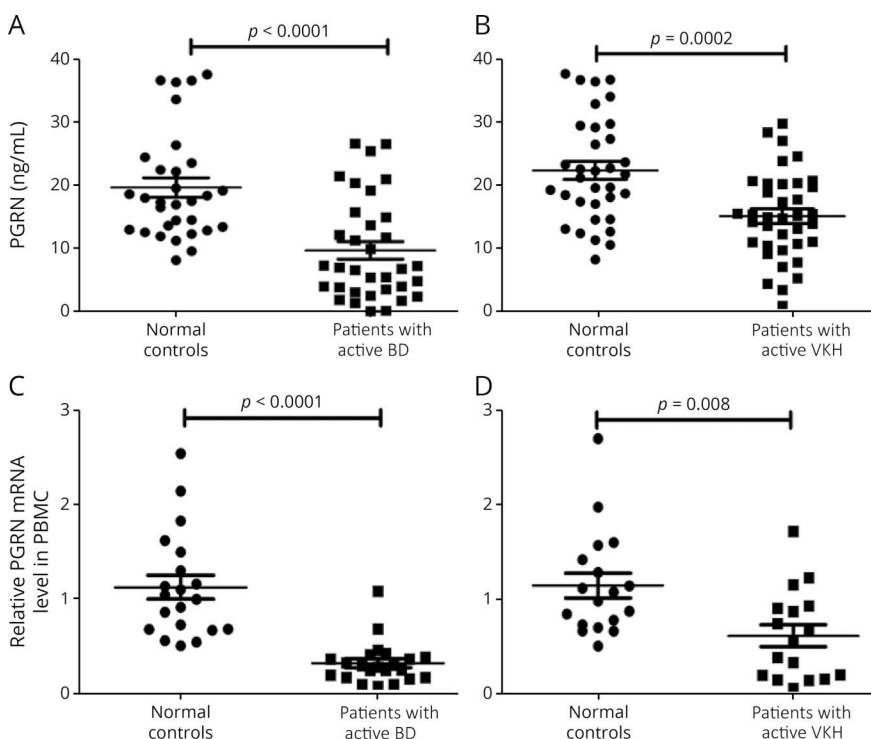 A
p < 0.0001
PGRN (ng/mL)
40
30
20
10
0
Normal
controls
Patients with
active BD
B
p = 0.0002
40
30
20
10
0
Normal
controls
Patients with
active VKH
C
p < 0.0001
Relative PGRN mRNA
level in PBMC
3
2
1
0
Normal
controls
Patients with
active BD
D
p = 0.008
3
2
1
0
Normal
controls
Patients with
active VKH